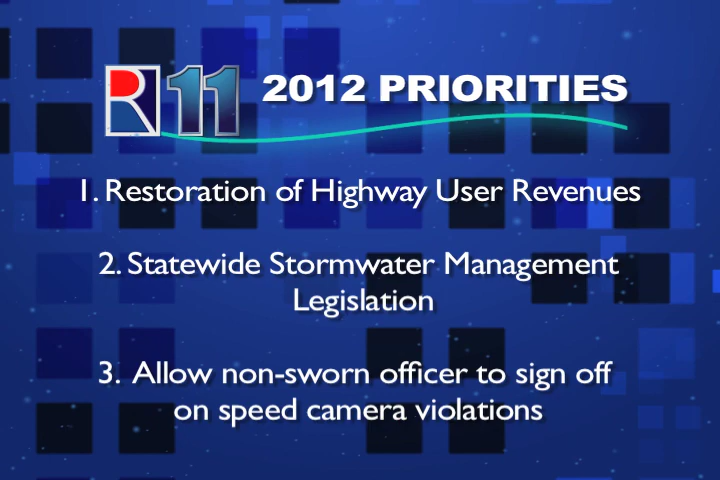 R 11 2012 PRIORITIES
1. Restoration of Highway User Revenues
2. Statewide Stormwater Management
Legislation
3. Allow non-sworn officer to sign off
on speed camera violations